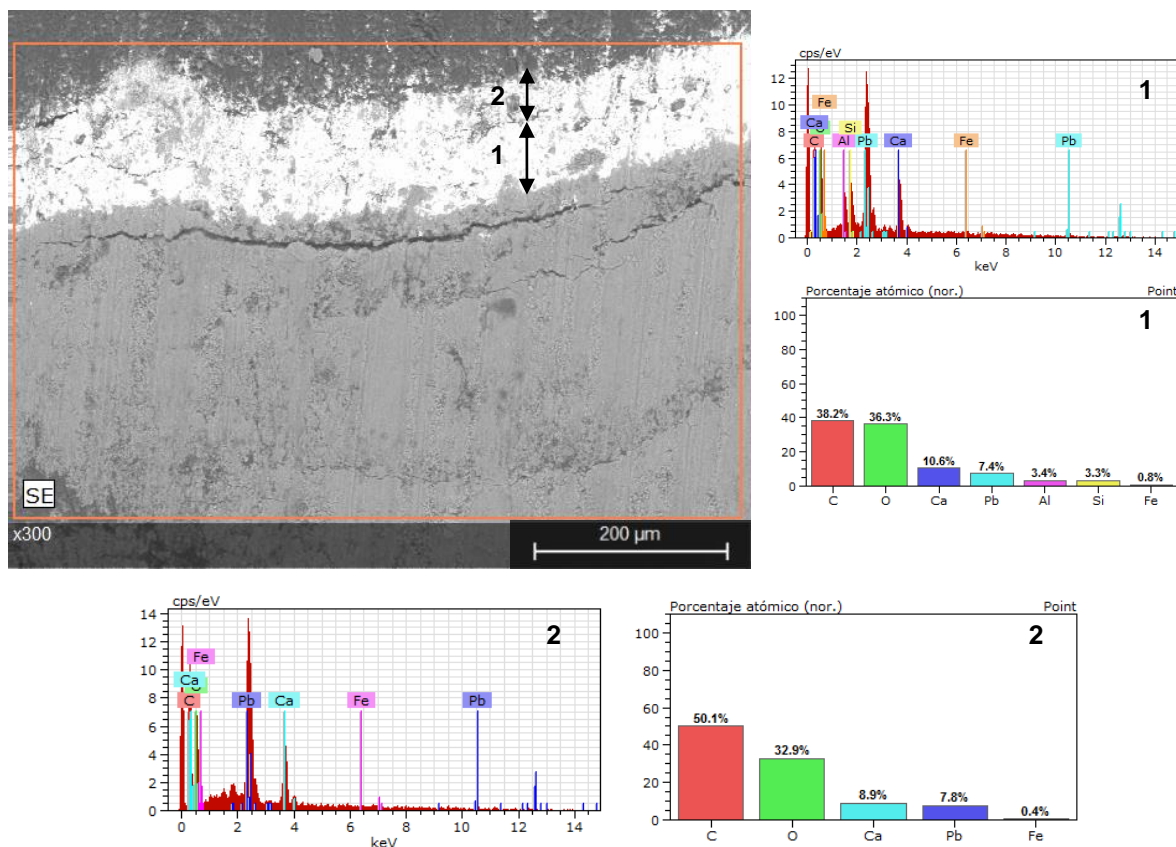 2
1
SE
x300
200 µm
cps/eV
1
12
10
8
6
4
2
0
Fe
Ca
Si
C
Al
Pb
Ca
Fe
Pb
0 2 4 6 8 10 12 14
keV
Porcentaje atómico (nor.) Point
1
100
80
60
40
20
0
38.2%
36.3%
10.6%
7.4%
3.4%
3.3%
0.8%
C O Ca Pb Al Si Fe
cps/eV
2
14
12
10
8
6
4
2
0
Fe
Ca
C
Pb
Ca
Fe
Pb
0 2 4 6 8 10 12 14
keV
Porcentaje atómico (nor.) Point
2
100
80
60
40
20
0
50.1%
32.9%
8.9%
7.8%
0.4%
C O Ca Pb Fe